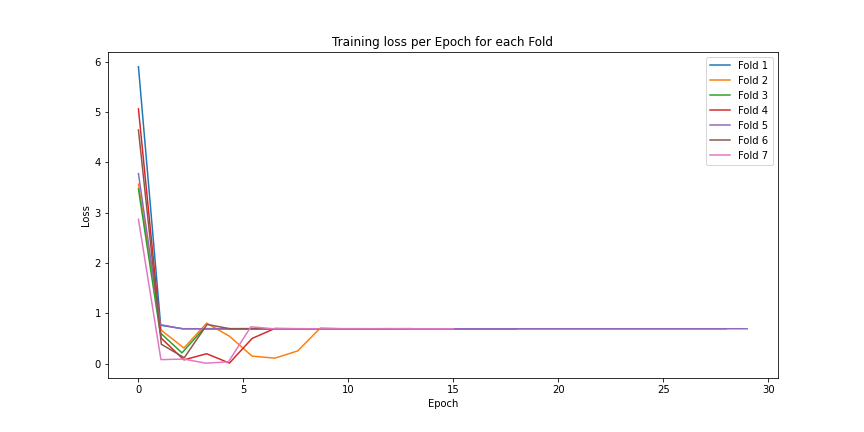 Training loss per Epoch for each Fold
6
5
4
3
2
1
0
Loss
Fold 1
Fold 2
Fold 3
Fold 4
Fold 5
Fold 6
Fold 7
0 5 10 15 20 25 30
Epoch